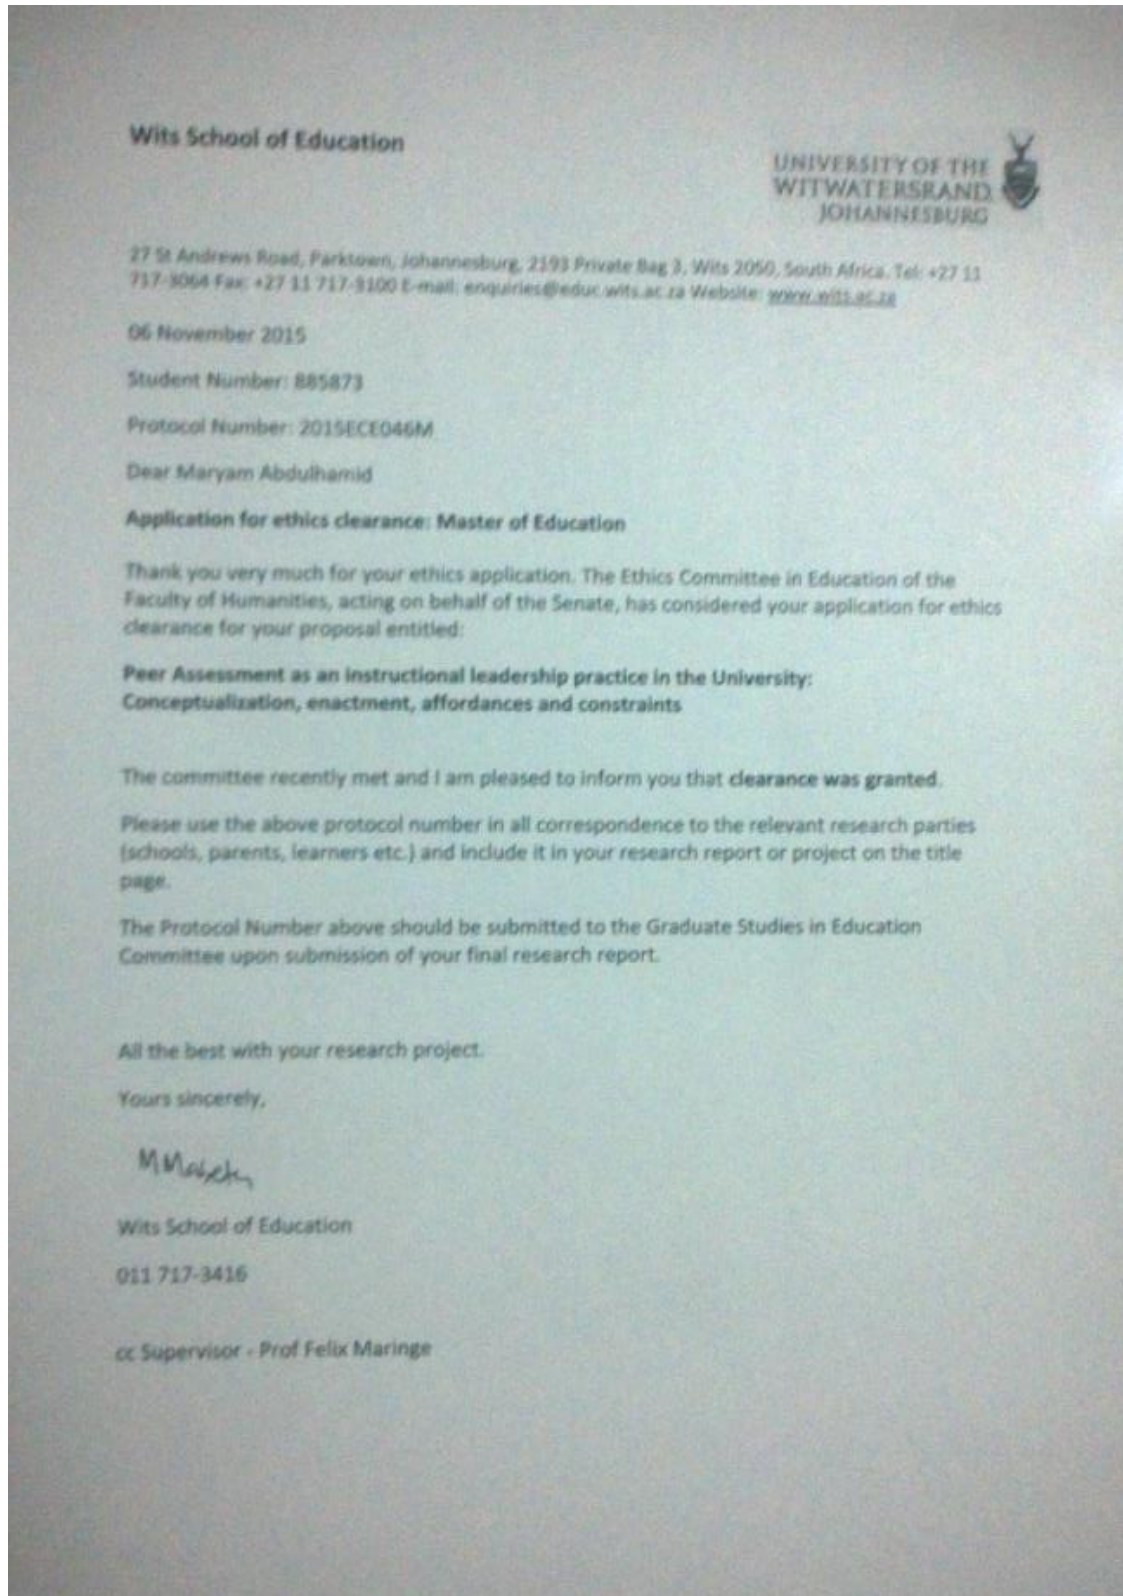 Wits School of Education
UNIVERSITY OF THE
WITWATERSRAND,
JOHANNESBURG
27 St Andrews Road, Parktown, Johannesburg, 2193 Private Bag 3, Wits 2050, South Africa. Tel: +27 11
717-3064 Fax: +27 11 717-3100 E-mail: enquiries@educ.wits.ac.za Website: www.wits.ac.za
06 November 2015
Student Number: 885873
Protocol Number: 2015ECE046M
Dear Maryam Abdulhamid
Application for ethics clearance: Master of Education
Thank you very much for your ethics application. The Ethics Committee in Education of the
Faculty of Humanities, acting on behalf of the Senate, has considered your application for ethics
clearance for your proposal entitled:
Peer Assessment as an instructional leadership practice in the University:
Conceptualization, enactment, affordances and constraints
The committee recently met and I am pleased to inform you that clearance was granted.
Please use the above protocol number in all correspondence to the relevant research parties
(schools, parents, learners etc.) and include it in your research report or project on the title
page.
The Protocol Number above should be submitted to the Graduate Studies in Education
Committee upon submission of your final research report.
All the best with your research project.
Yours sincerely,
Wits School of Education
011 717-3416
cc Supervisor - Prof Felix Maringe